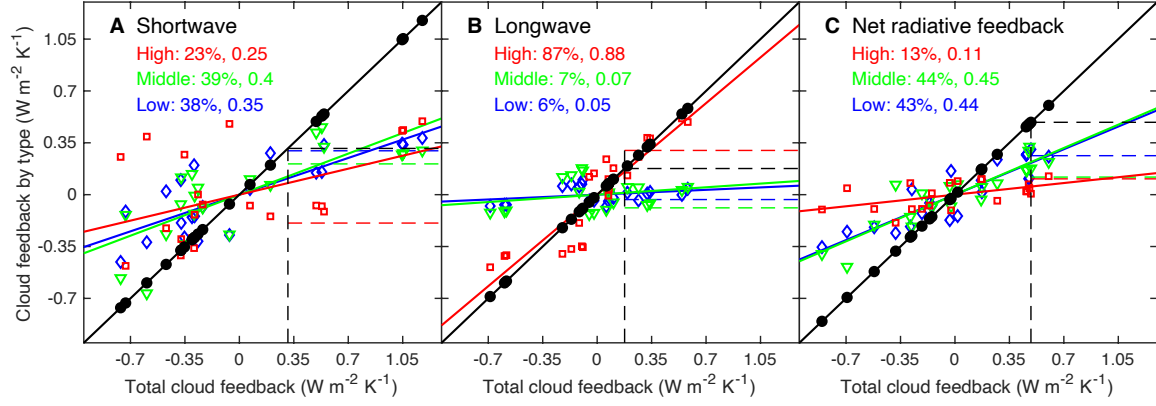 A Shortwave
High: 23%, 0.25
Middle: 39%, 0.4
Low: 38%, 0.35
B Longwave
High: 87%, 0.88
Middle: 7%, 0.07
Low: 6%, 0.05
C Net radiative feedback
High: 13%, 0.11
Middle: 44%, 0.45
Low: 43%, 0.44
Cloud feedback by type (W m⁻² K⁻¹)
1.05
0.7
0.35
0
-0.35
-0.7
-0.7 -0.35 0 0.35 0.7 1.05
-0.7 -0.35 0 0.35 0.7 1.05
-0.7 -0.35 0 0.35 0.7 1.05
Total cloud feedback (W m⁻² K⁻¹)
Total cloud feedback (W m⁻² K⁻¹)
Total cloud feedback (W m⁻² K⁻¹)